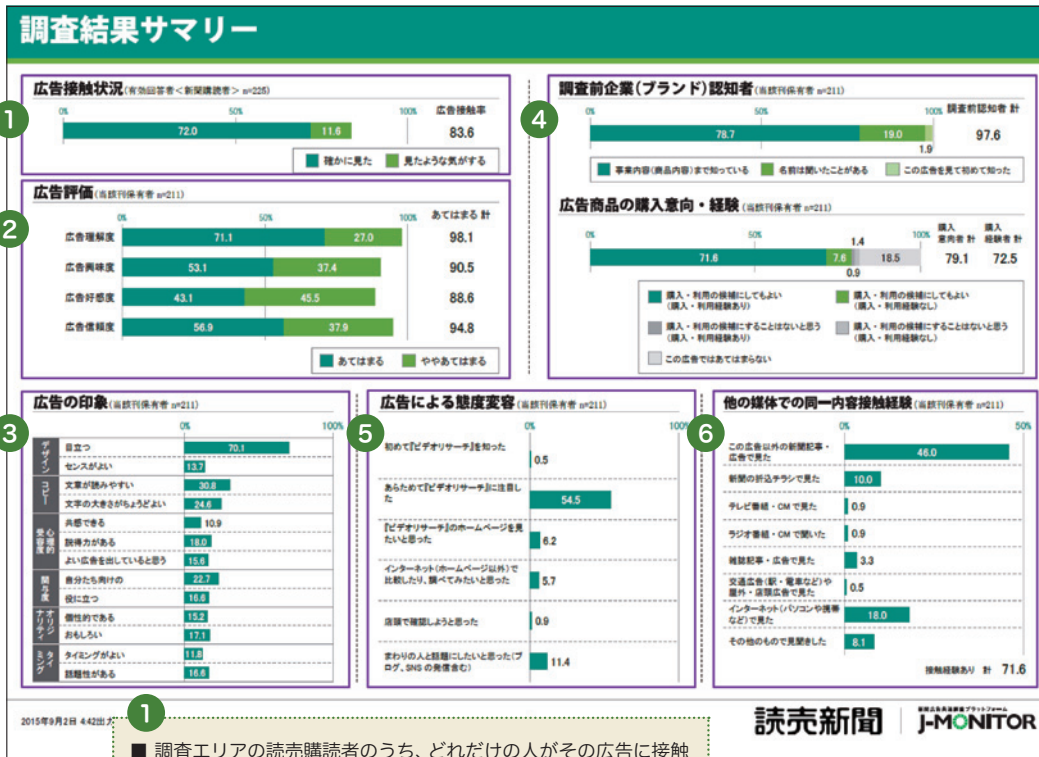 調査結果サマリー
1
広告接触状況(有効回答者<新聞購読者> n=225)
0% 50% 100% 広告接触率
72.0 11.6 83.6
確かに見た 見たような気がする
2
広告評価(当該刊保有者 n=211)
0% 50% 100% あてはまる 計
広告理解度 71.1 27.0 98.1
広告興味度 53.1 37.4 90.5
広告好感度 43.1 45.5 88.6
広告信頼度 56.9 37.9 94.8
あてはまる ややあてはまる
4
調査前企業(ブランド)認知者(当該刊保有者 n=211)
0% 50% 100% 調査前認知者 計
78.7 19.0 97.6
1.9
事業内容(商品内容)まで知っている 名前は聞いたことがある この広告を見て初めて知った
広告商品の購入意向・経験(当該刊保有者 n=211)
購入 購入
0% 50% 100% 意向者 計 経験者 計
1.4
71.6 7.6 18.5 79.1 72.5
0.9
購入・利用の候補にしてもよい 購入・利用の候補にしてもよい
(購入・利用経験あり) (購入・利用経験なし)
購入・利用の候補にすることはないと思う 購入・利用の候補にすることはないと思う
(購入・利用経験あり) (購入・利用経験なし)
この広告ではあてはまらない
3
広告の印象(当該刊保有者 n=211)
0% 50% 100%
デザイン
目立つ 70.1
センスがよい 13.7
コピー
文章が読みやすい 30.8
文字の大きさがちょうどよい 24.6
心理的受容度
共感できる 10.9
説得力がある 18.0
よい広告を出していると思う 15.6
関与度
自分たち向けの 22.7
役に立つ 16.6
オリジナリティ
個性的である 15.2
おもしろい 17.1
タイミング
タイミングがよい 11.8
話題性がある 16.6
5
広告による態度変容(当該刊保有者 n=211)
0% 100%
初めて『ビデオリサーチ』を知った 0.5
あらためて『ビデオリサーチ』に注目し
た 54.5
『ビデオリサーチ』のホームページを見
たいと思った 6.2
インターネット(ホームページ以外)で
比較したり、調べてみたいと思った 5.7
店頭で確認しようと思った 0.9
まわりの人と話題にしたいと思った(ブ
ログ、SNS の発信含む) 11.4
6
他の媒体での同一内容接触経験(当該刊保有者 n=211)
0% 50%
この広告以外の新聞記事・
広告で見た 46.0
新聞の折込チラシで見た 10.0
テレビ番組・CM で見た 0.9
ラジオ番組・CM で聞いた 0.9
雑誌記事・広告で見た 3.3
交通広告(駅・電車など)や
屋外・店頭広告で見た 0.5
インターネット(パソコンや携帯
など)で見た 18.0
その他のもので見聞きした 8.1
接触経験あり 計 71.6
2015年9月2日 4:42出力
読売新聞
新聞広告共通調査プラットフォーム
J-MONITOR
1
■ 調査エリアの読売購読者のうち、どれだけの人がその広告に接触